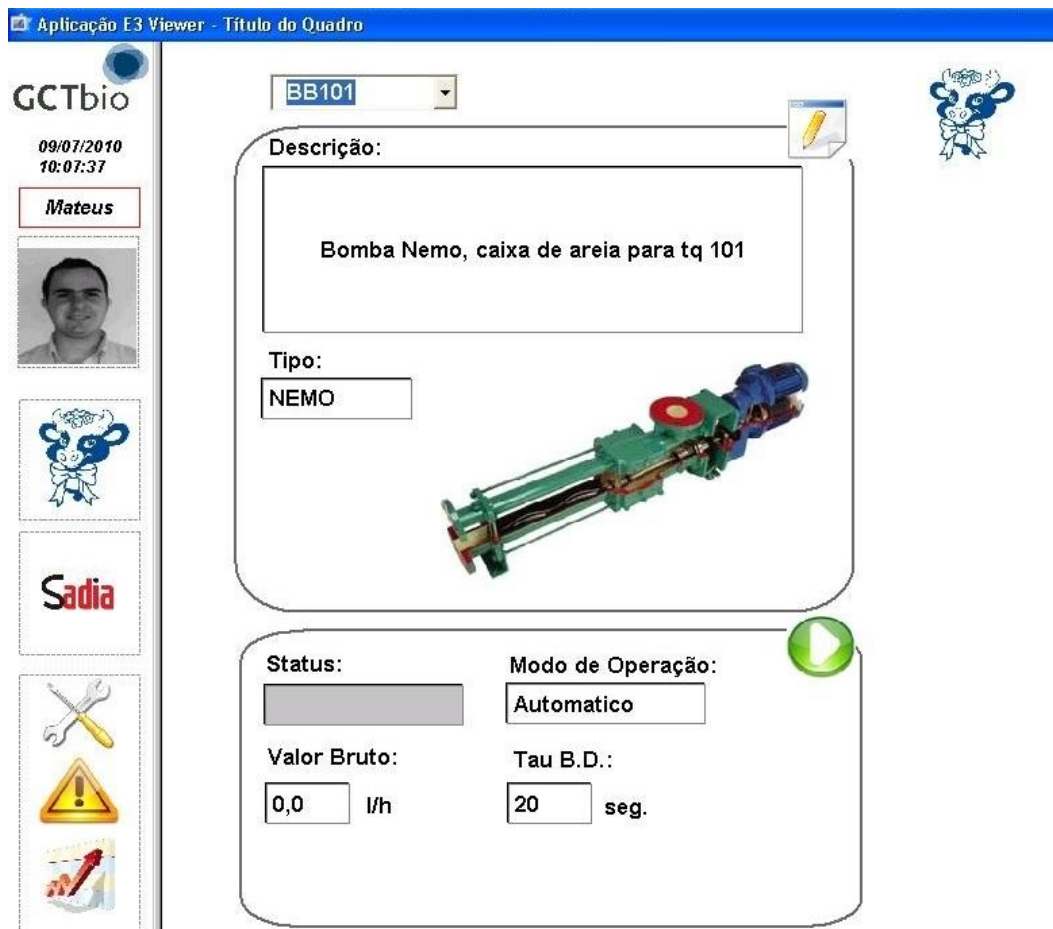 Aplicação E3 Viewer - Título do Quadro
GCTbio
09/07/2010
10:07:37
Mateus
Sadia
BB101
Descrição:
Bomba Nemo, caixa de areia para tq 101
Tipo:
NEMO
Status:
Modo de Operação:
Automatico
Valor Bruto:
Tau B.D.:
0,0 l/h
20 seg.